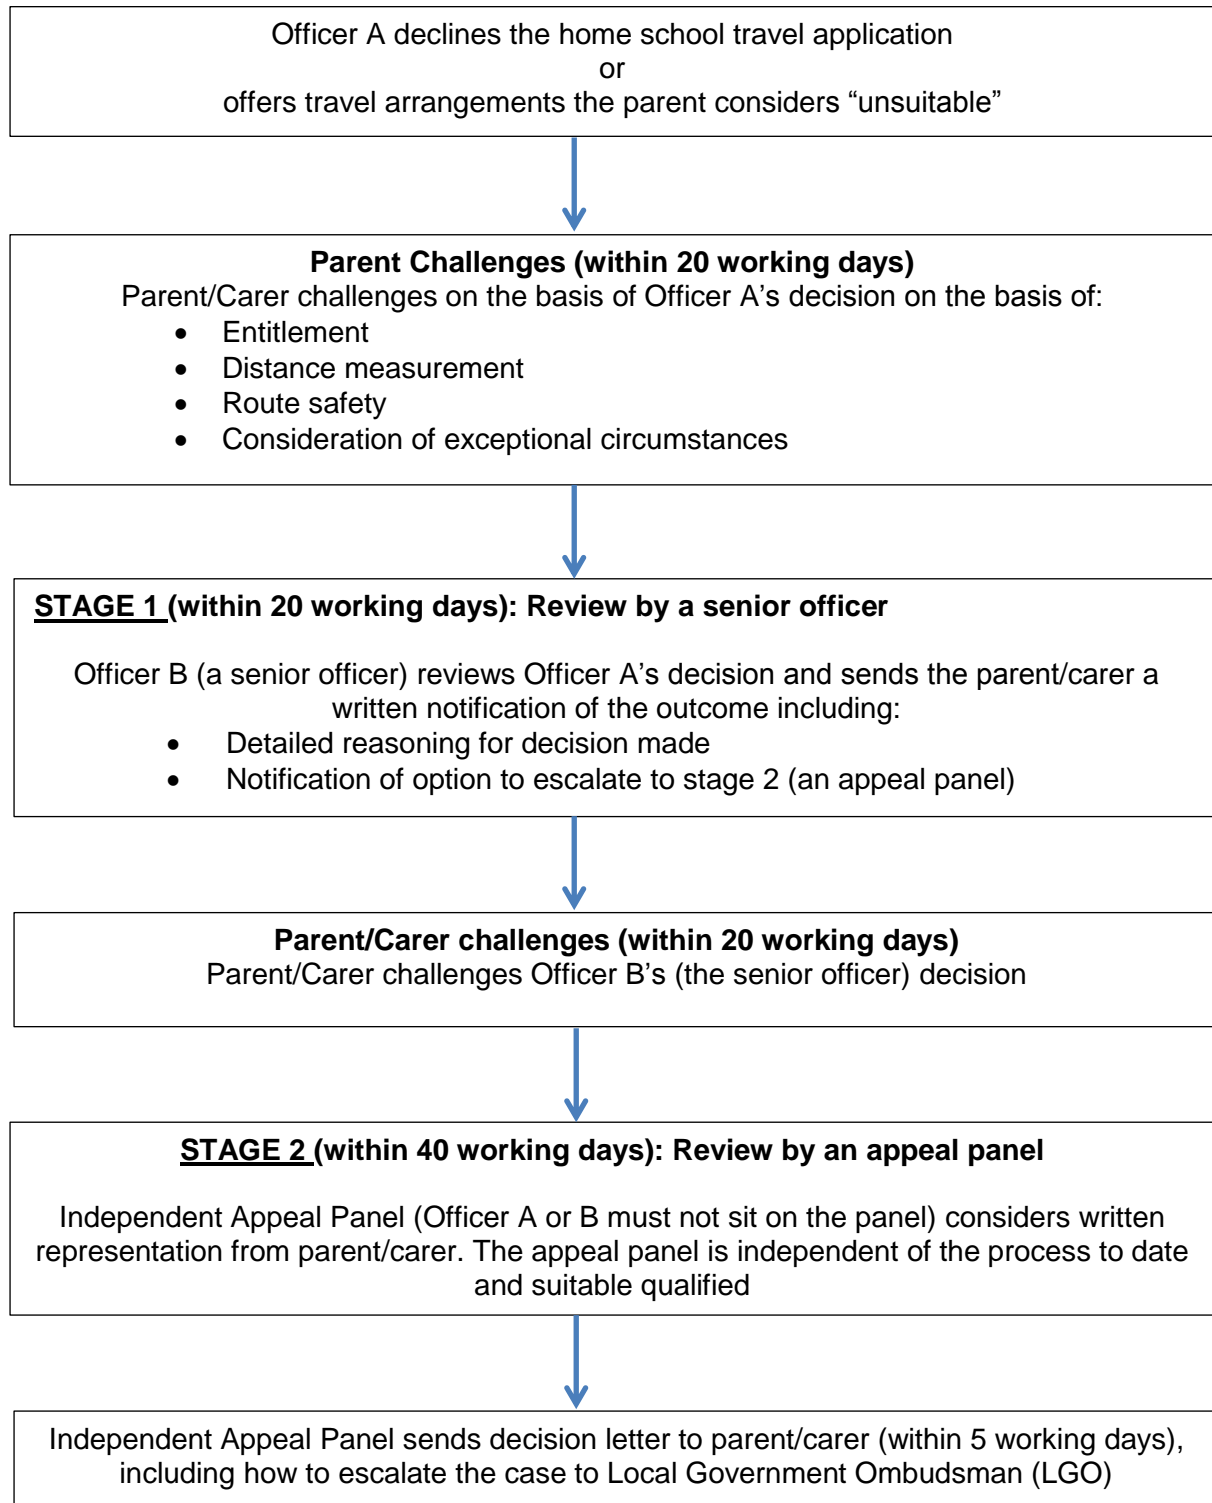 Officer A declines the home school travel application
or
offers travel arrangements the parent considers “unsuitable”
Parent Challenges (within 20 working days)
Parent/Carer challenges on the basis of Officer A’s decision on the basis of:
• Entitlement
• Distance measurement
• Route safety
• Consideration of exceptional circumstances
STAGE 1 (within 20 working days): Review by a senior officer
Officer B (a senior officer) reviews Officer A’s decision and sends the parent/carer a
written notification of the outcome including:
• Detailed reasoning for decision made
• Notification of option to escalate to stage 2 (an appeal panel)
Parent/Carer challenges (within 20 working days)
Parent/Carer challenges Officer B’s (the senior officer) decision
STAGE 2 (within 40 working days): Review by an appeal panel
Independent Appeal Panel (Officer A or B must not sit on the panel) considers written
representation from parent/carer. The appeal panel is independent of the process to date
and suitable qualified
Independent Appeal Panel sends decision letter to parent/carer (within 5 working days),
including how to escalate the case to Local Government Ombudsman (LGO)